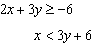 2x + 3y ≥ −6
x < 3y + 6